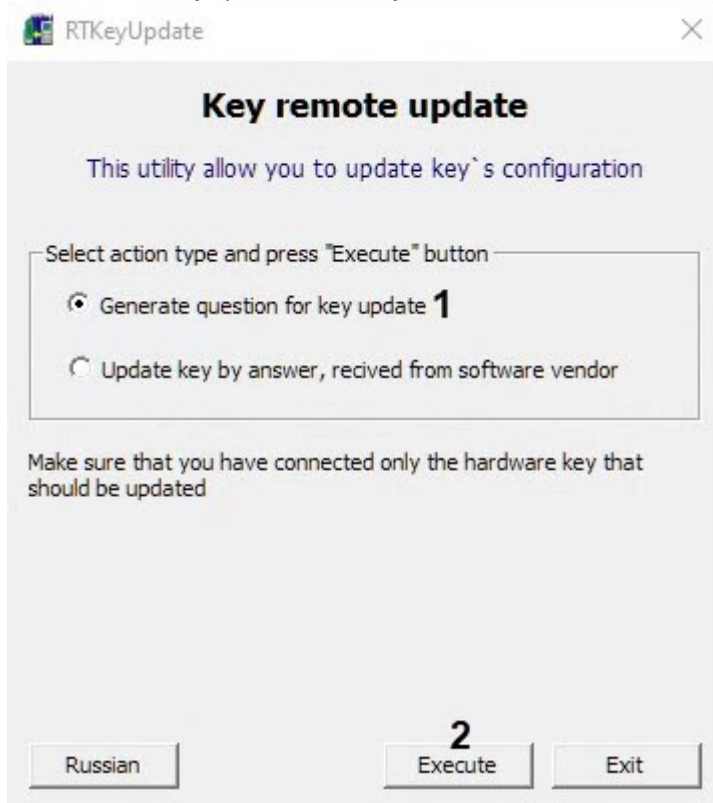 RTKeyUpdate
Key remote update
This utility allow you to update key`s configuration
Select action type and press "Execute" button
Generate question for key update 1
Update key by answer, recived from software vendor
Make sure that you have connected only the hardware key that
should be updated
2
Russian Execute Exit